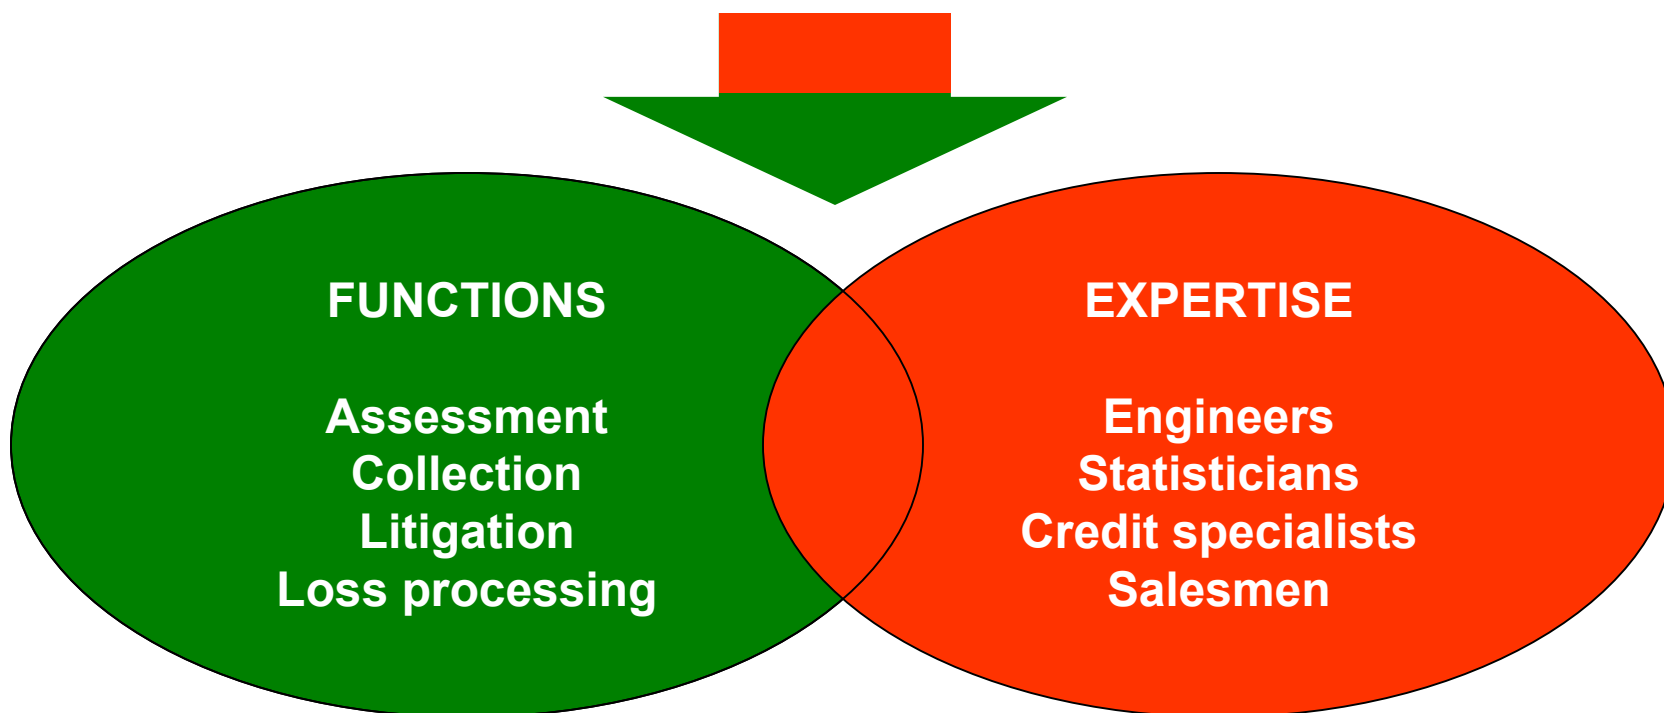 FUNCTIONS
Assessment
Collection
Litigation
Loss processing
EXPERTISE
Engineers
Statisticians
Credit specialists
Salesmen